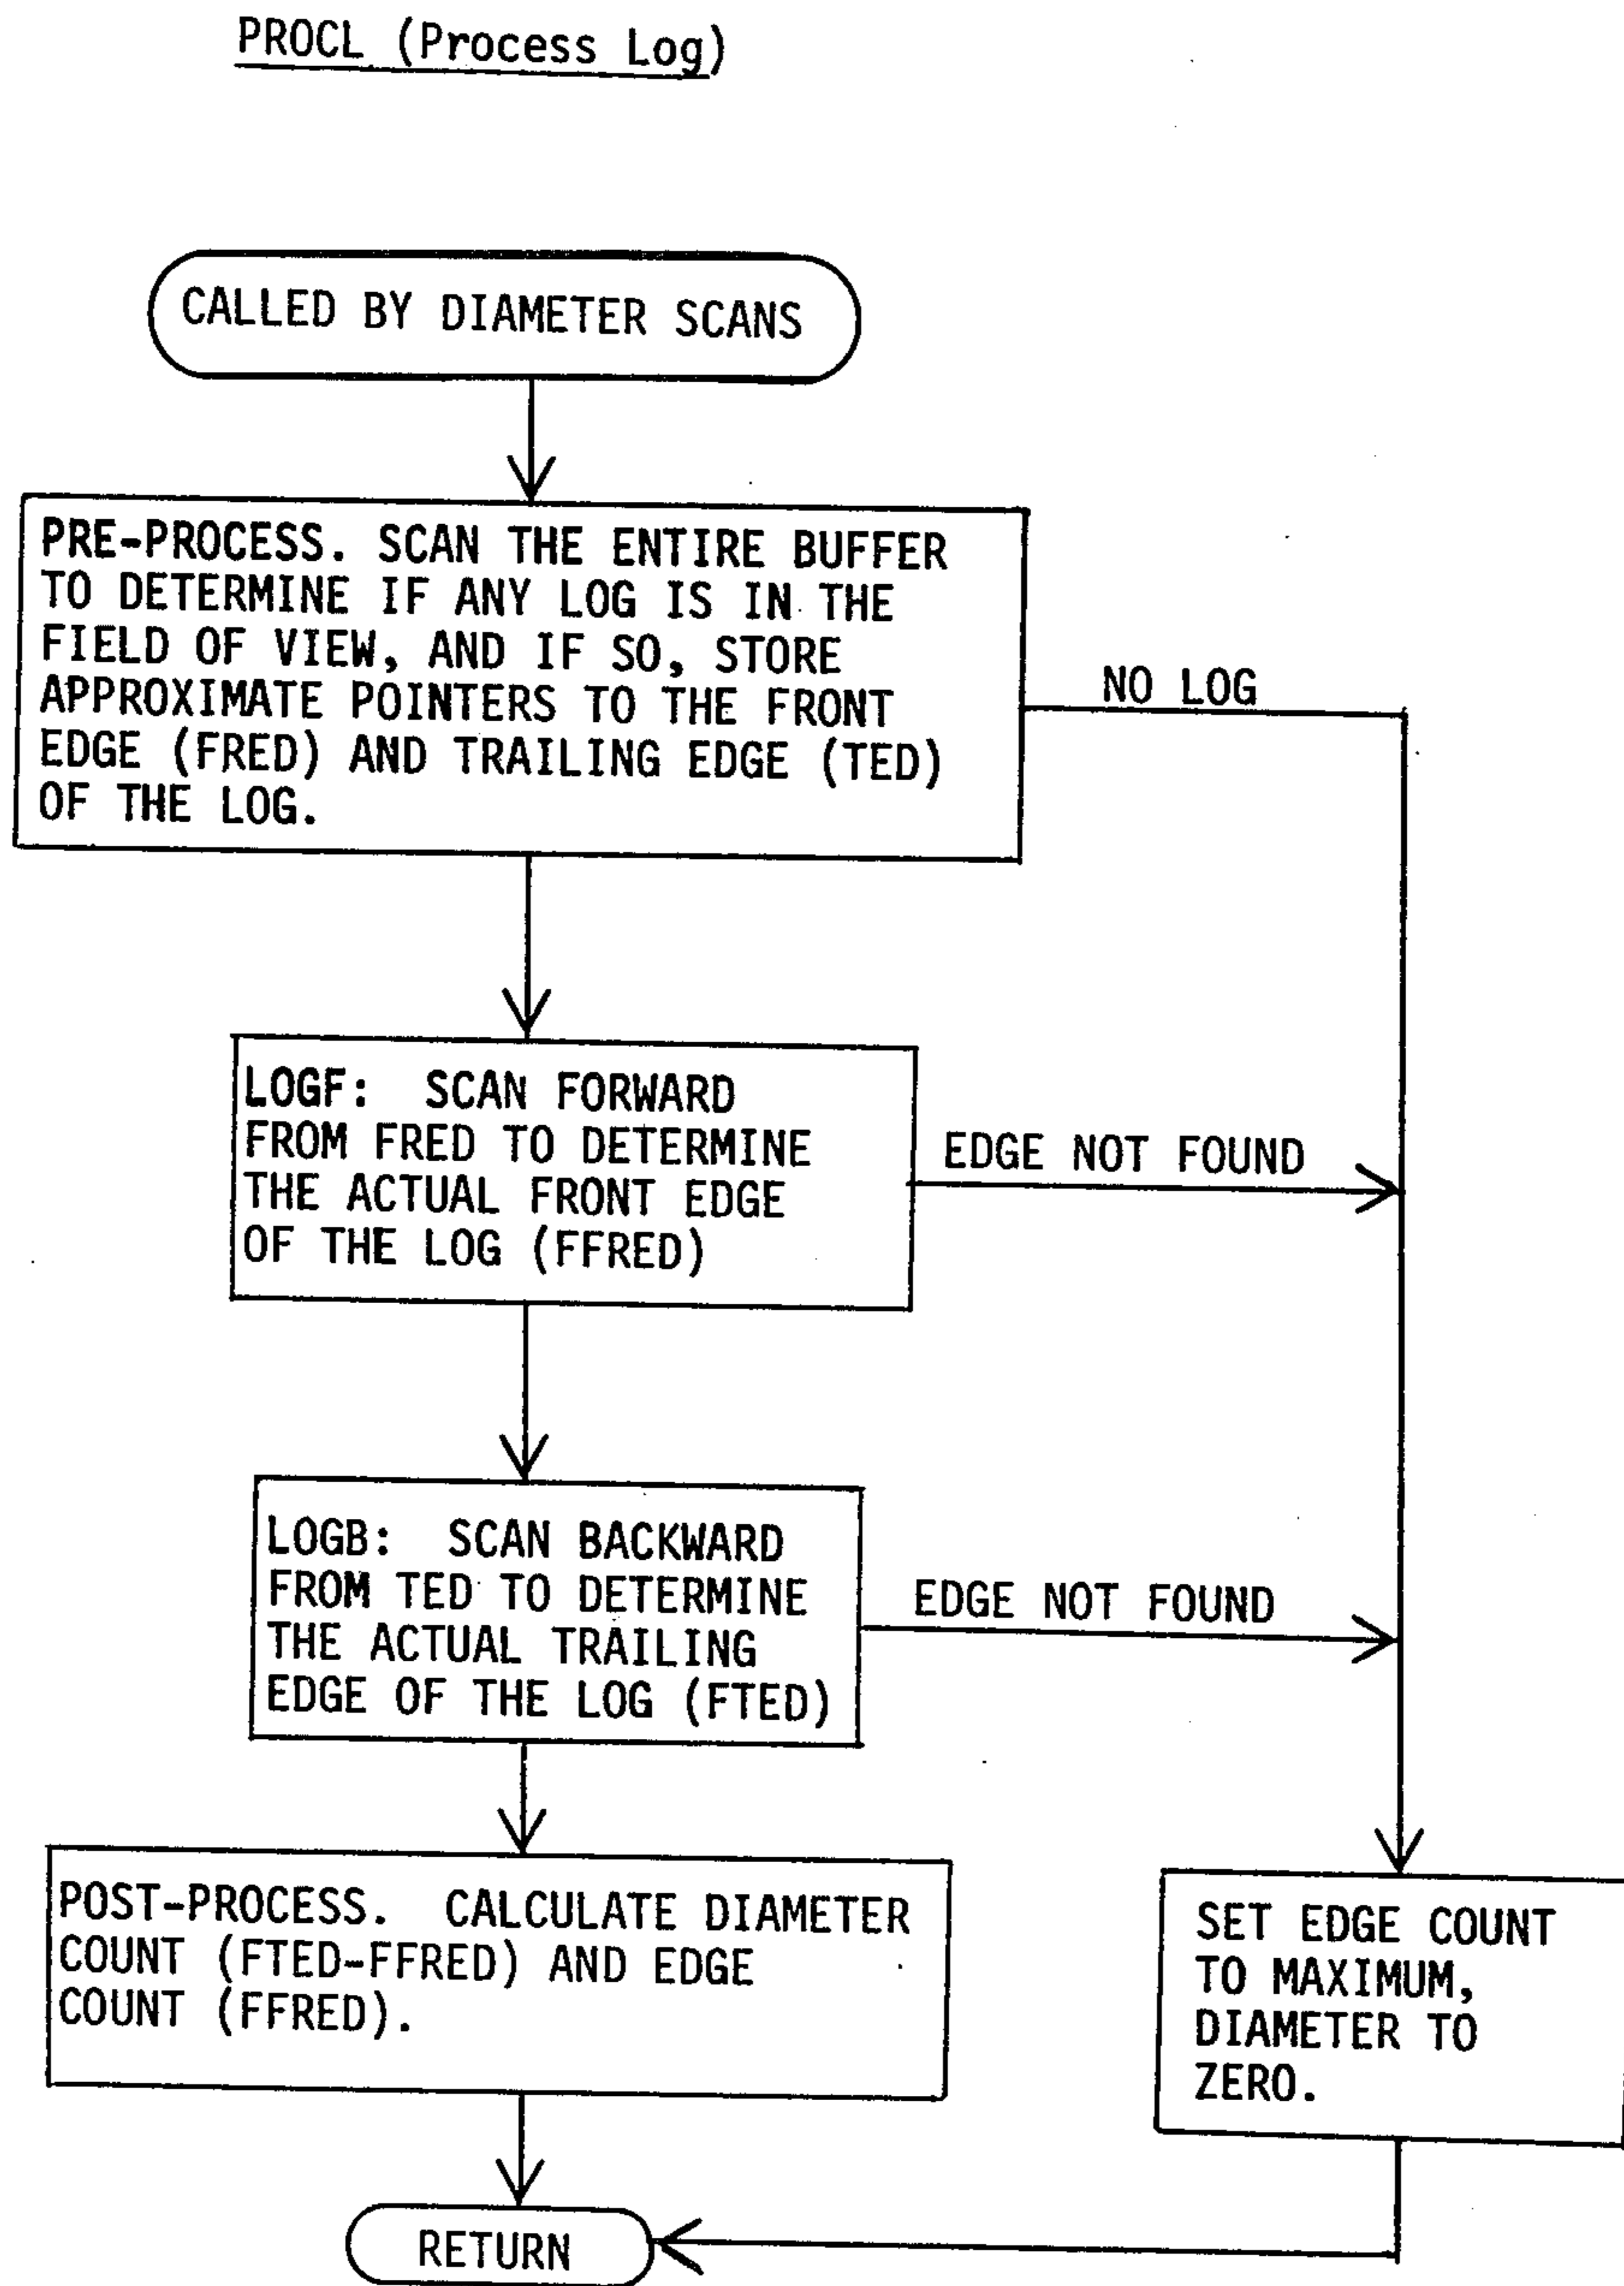 PROCL (Process Log)
CALLED BY DIAMETER SCANS
PRE-PROCESS. SCAN THE ENTIRE BUFFER
TO DETERMINE IF ANY LOG IS IN THE
FIELD OF VIEW, AND IF SO, STORE
APPROXIMATE POINTERS TO THE FRONT
EDGE (FRED) AND TRAILING EDGE (TED)
OF THE LOG.
NO LOG
LOGF: SCAN FORWARD
FROM FRED TO DETERMINE
THE ACTUAL FRONT EDGE
OF THE LOG (FFRED)
EDGE NOT FOUND
LOGB: SCAN BACKWARD
FROM TED TO DETERMINE
THE ACTUAL TRAILING
EDGE OF THE LOG (FTED)
EDGE NOT FOUND
POST-PROCESS. CALCULATE DIAMETER
COUNT (FTED-FFRED) AND EDGE
COUNT (FFRED).
SET EDGE COUNT
TO MAXIMUM,
DIAMETER TO
ZERO.
RETURN